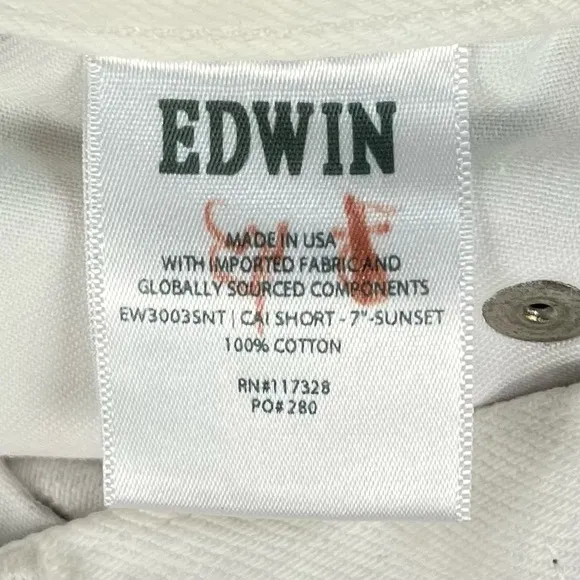 EDWIN
MADE IN USA
WITH IMPORTED FABRIC AND
GLOBALLY SOURCED COMPONENTS
EW3003SNT | CAI SHORT - 7"-SUNSET
100% COTTON
RN#117328
PO# 280